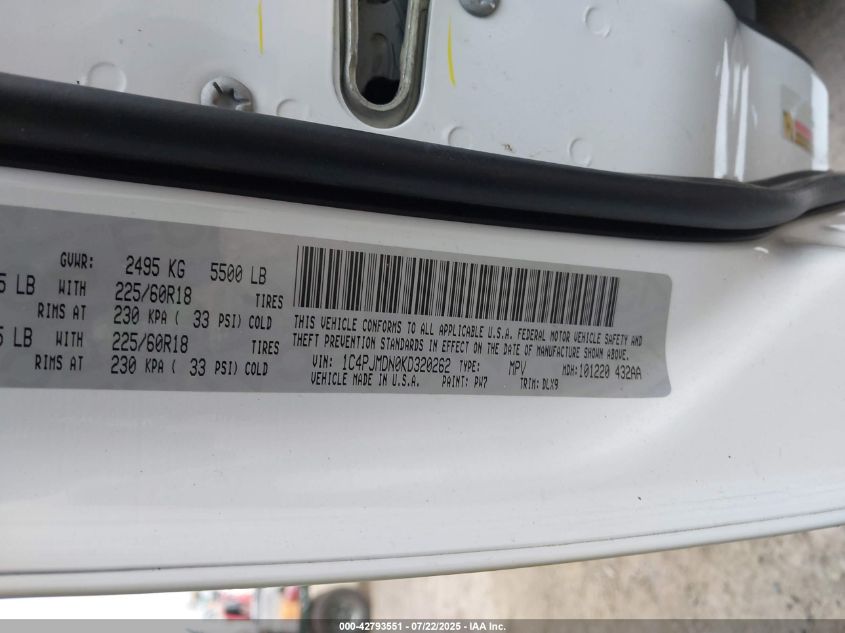 GVWR: 2495 KG 5500 LB
5 LB WITH 225/60R18 TIRES
RIMS AT 230 KPA ( 33 PSI) COLD
5 LB WITH 225/60R18 TIRES
RIMS AT 230 KPA ( 33 PSI) COLD
THIS VEHICLE CONFORMS TO ALL APPLICABLE U.S.A. FEDERAL MOTOR VEHICLE SAFETY AND
THEFT PREVENTION STANDARDS IN EFFECT ON THE DATE OF MANUFACTURE SHOWN ABOVE.
VIN: 1C4PJMDN0KD320262 TYPE: MPV MDH:101220 432AA
VEHICLE MADE IN U.S.A. PAINT: PW7 TRIM: DLX9
000-42793551 | 07/22/2025 | IAA Inc.